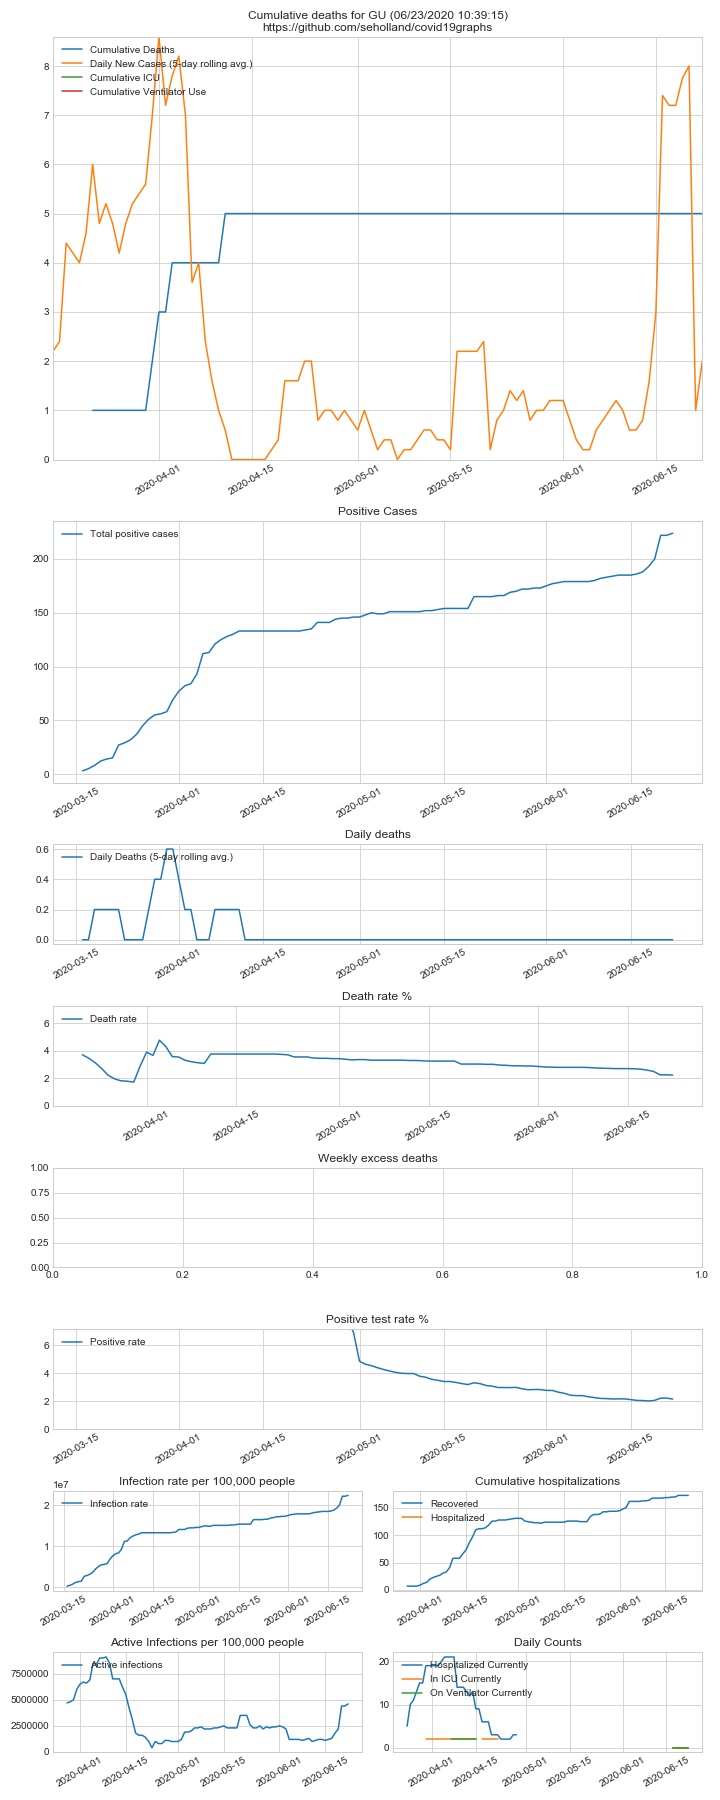 Cumulative deaths for GU (06/23/2020 10:39:15)
https://github.com/seholland/covid19graphs
Cumulative Deaths
Daily New Cases (5-day rolling avg.)
Cumulative ICU
Cumulative Ventilator Use
8
7
6
5
4
3
2
1
0
2020-04-01 2020-04-15 2020-05-01 2020-05-15 2020-06-01 2020-06-15
Positive Cases
Total positive cases
200
150
100
50
0
2020-03-15 2020-04-01 2020-04-15 2020-05-01 2020-05-15 2020-06-01 2020-06-15
Daily deaths
Daily Deaths (5-day rolling avg.)
0.6
0.4
0.2
0.0
2020-03-15 2020-04-01 2020-04-15 2020-05-01 2020-05-15 2020-06-01 2020-06-15
Death rate %
Death rate
6
4
2
0
2020-04-01 2020-04-15 2020-05-01 2020-05-15 2020-06-01 2020-06-15
Weekly excess deaths
1.00
0.75
0.50
0.25
0.00
0.0 0.2 0.4 0.6 0.8 1.0
Positive test rate %
Positive rate
6
4
2
0
2020-03-15 2020-04-01 2020-04-15 2020-05-01 2020-05-15 2020-06-01 2020-06-15
Infection rate per 100,000 people
1e7
Infection rate
2
1
0
2020-03-15 2020-04-01 2020-04-15 2020-05-01 2020-05-15 2020-06-01 2020-06-15
Cumulative hospitalizations
Recovered
Hospitalized
150
100
50
0
2020-04-01 2020-04-15 2020-05-01 2020-05-15 2020-06-01 2020-06-15
Active Infections per 100,000 people
Active infections
7500000
5000000
2500000
0
2020-04-01 2020-04-15 2020-05-01 2020-05-15 2020-06-01 2020-06-15
Daily Counts
Hospitalized Currently
In ICU Currently
On Ventilator Currently
20
10
0
2020-04-01 2020-04-15 2020-05-01 2020-05-15 2020-06-01 2020-06-15